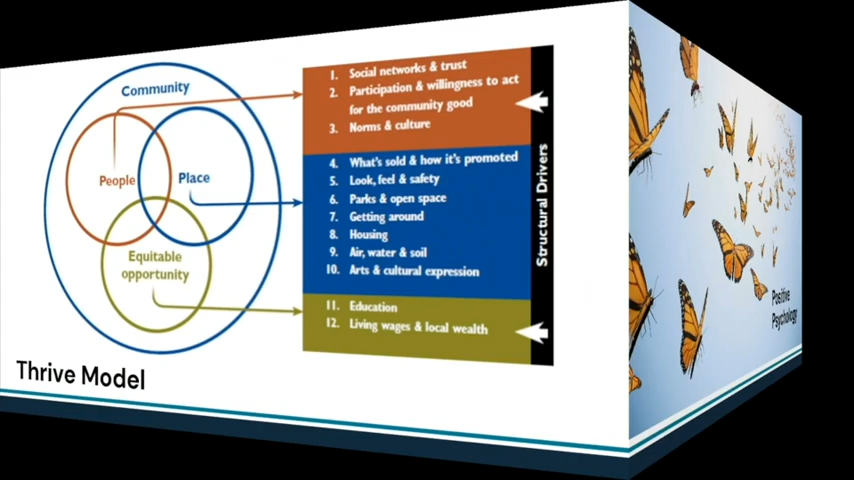 Community
People
Place
Equitable
opportunity
1. Social networks & trust
2. Participation & willingness to act
for the community good
3. Norms & culture
4. What's sold & how it's promoted
5. Look, feel & safety
6. Parks & open space
7. Getting around
8. Housing
9. Air, water & soil
10. Arts & cultural expression
11. Education
12. Living wages & local wealth
Structural Drivers
Thrive Model
Positive
Psychology